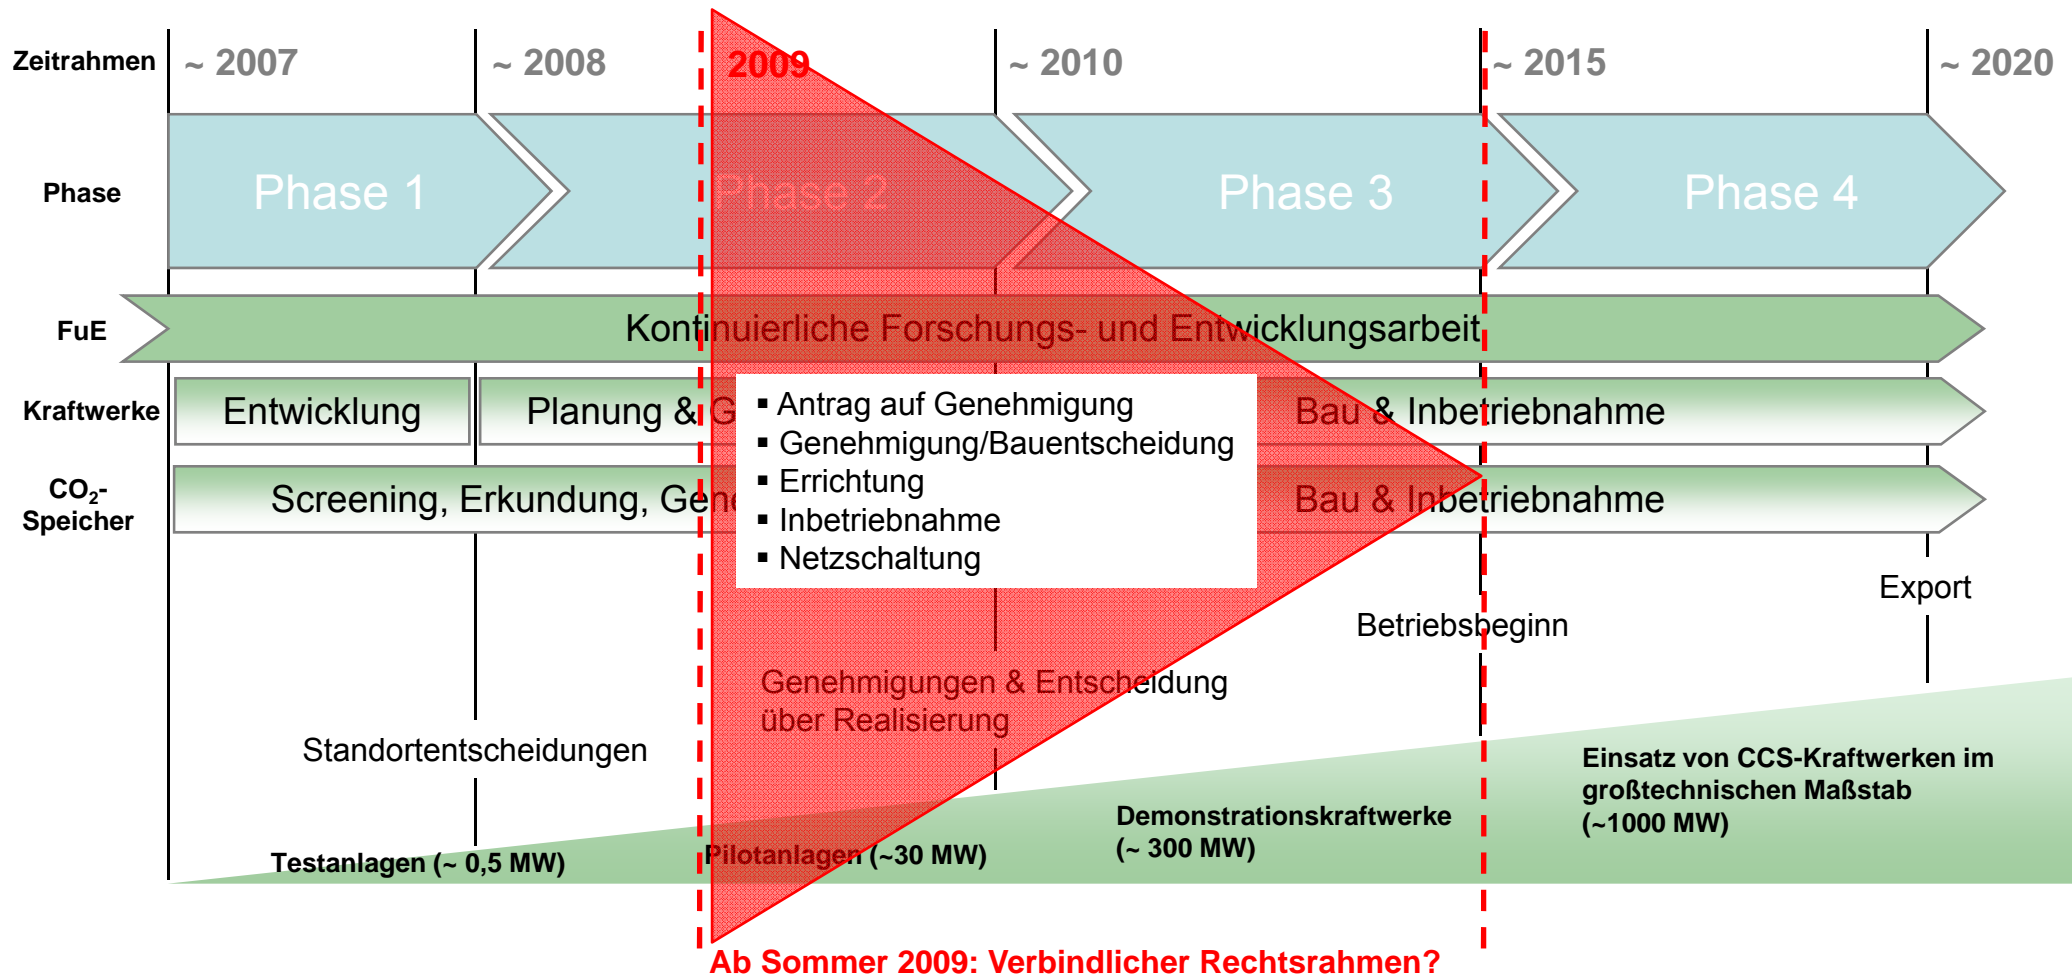 Zeitrahmen ~ 2007 ~ 2008 2009 ~ 2010 ~ 2015 ~ 2020
Phase Phase 1 Phase 2 Phase 3 Phase 4
FuE Kontinuierliche Forschungs- und Entwicklungsarbeit
Kraftwerke Entwicklung Planung & G Bau & Inbetriebnahme
CO₂-
Speicher Screening, Erkundung, Gene Bau & Inbetriebnahme
▪ Antrag auf Genehmigung
▪ Genehmigung/Bauentscheidung
▪ Errichtung
▪ Inbetriebnahme
▪ Netzschaltung
Export
Betriebsbeginn
Genehmigungen & Entscheidung
über Realisierung
Standortentscheidungen
Testanlagen (~ 0,5 MW)
Pilotanlagen (~30 MW)
Demonstrationskraftwerke
(~ 300 MW)
Einsatz von CCS-Kraftwerken im
großtechnischen Maßstab
(~1000 MW)
Ab Sommer 2009: Verbindlicher Rechtsrahmen?